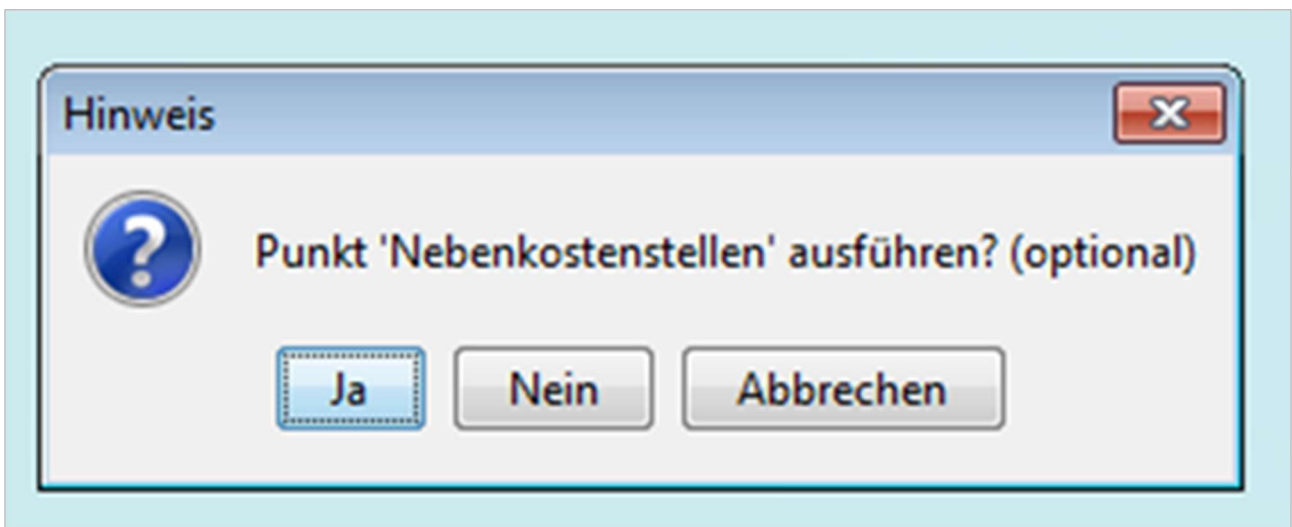 Hinweis
Punkt 'Nebenkostenstellen' ausführen? (optional)
Ja
Nein
Abbrechen